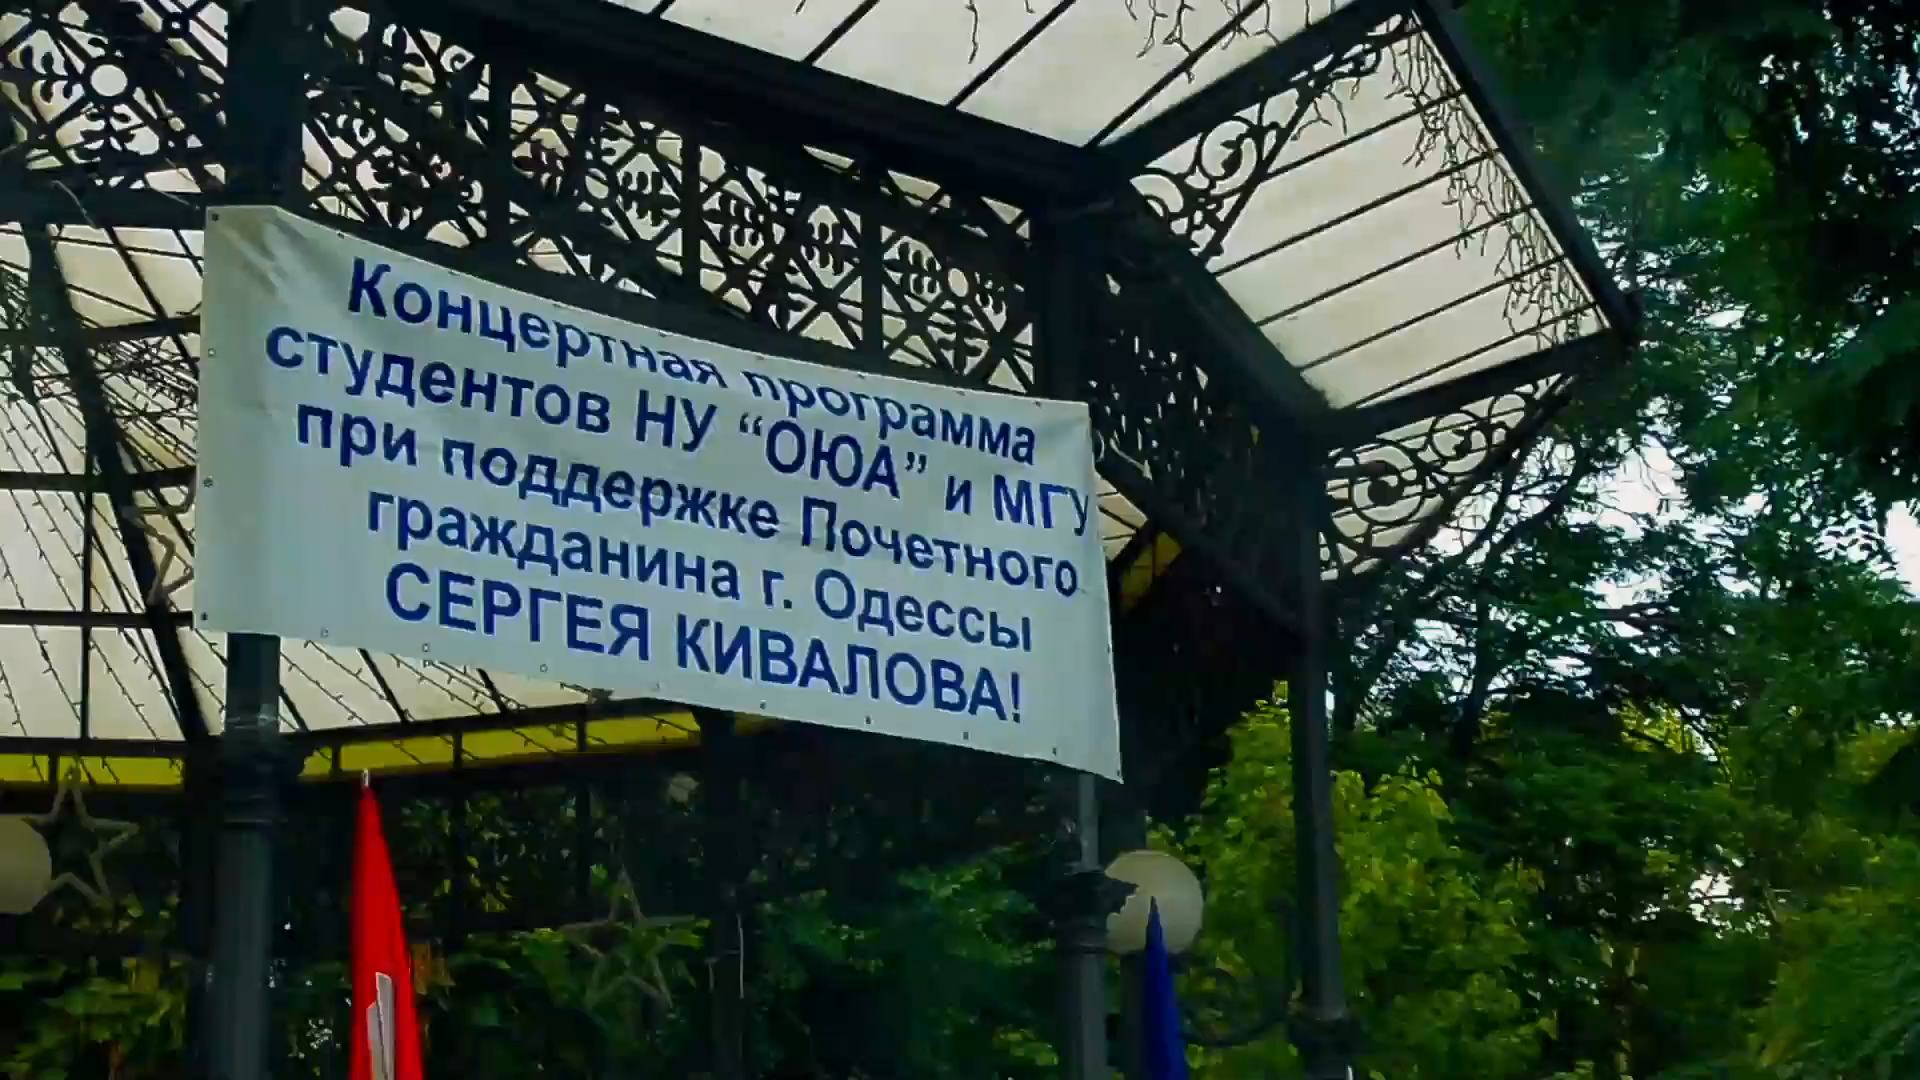 Концертная программа
студентов НУ “ОЮА” и МГУ
при поддержке Почетного
гражданина г. Одессы
СЕРГЕЯ КИВАЛОВА!